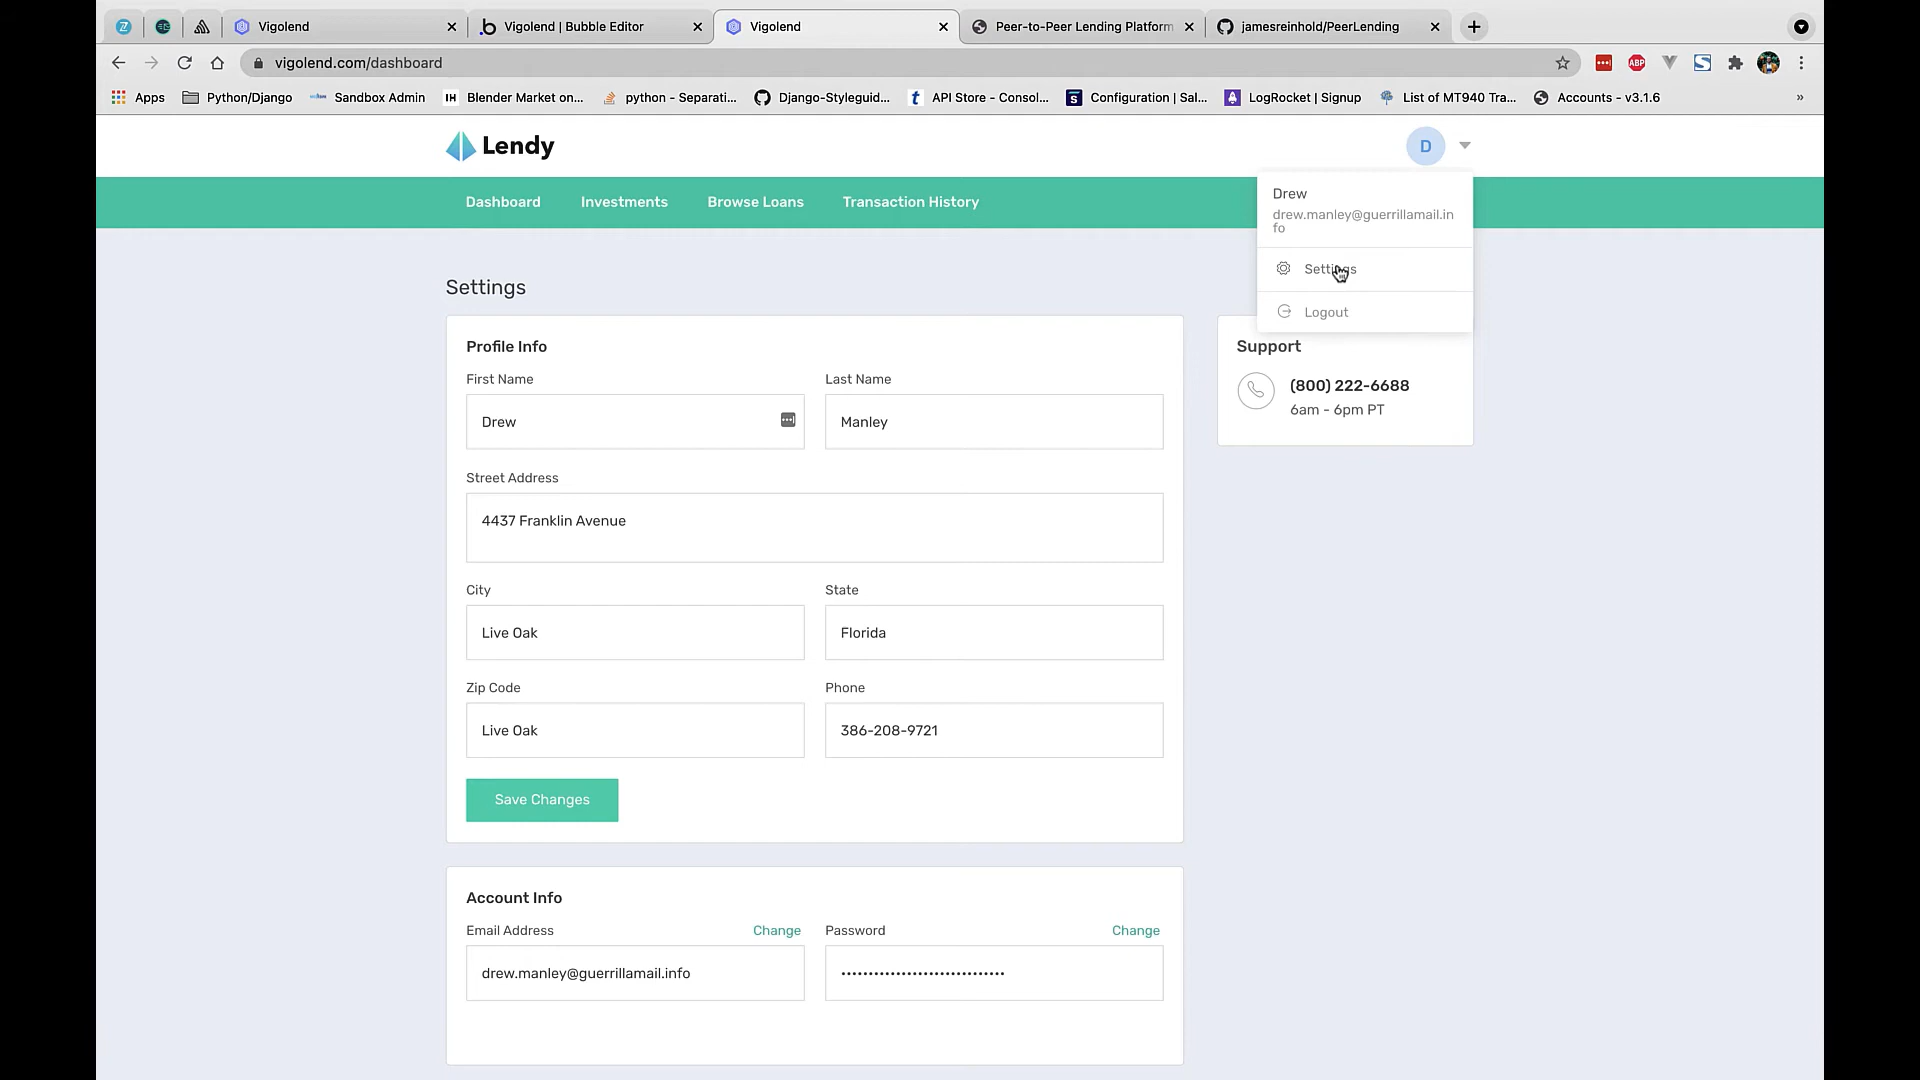 Vigolend
Vigolend | Bubble Editor
Vigolend
Peer-to-Peer Lending Platform
jamesreinhold/PeerLending
vigolend.com/dashboard
ABP
Apps
Python/Django
Sandbox Admin
IH Blender Market on...
python - Separati...
Django-Styleguid...
t API Store - Consol...
S Configuration | Sal...
LogRocket | Signup
List of MT940 Tra...
Accounts - v3.1.6
»
Lendy
D
Dashboard
Investments
Browse Loans
Transaction History
Drew
drew.manley@guerrillamail.in
fo
Settings
Logout
Settings
Profile Info
First Name
Last Name
Drew
Manley
Street Address
4437 Franklin Avenue
City
State
Live Oak
Florida
Zip Code
Phone
Live Oak
386-208-9721
Save Changes
Support
(800) 222-6688
6am - 6pm PT
Account Info
Email Address
Change
Password
Change
drew.manley@guerrillamail.info
••••••••••••••••••••••••••••••